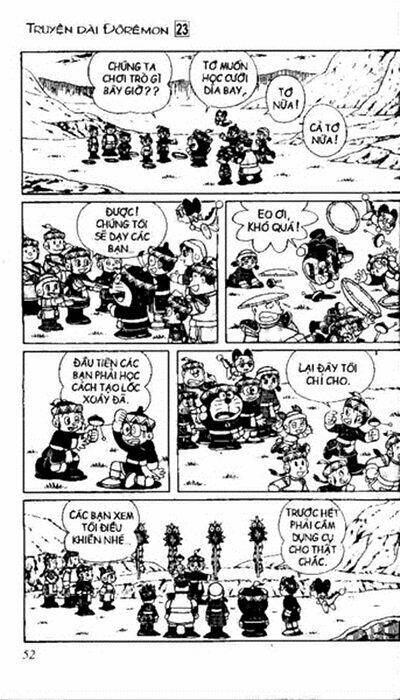 TRUYỆN DÀI ĐÔRÊMON 23
CHÚNG TA
CHƠI TRÒ GÌ
BÂY GIỜ??
TỚ MUỐN
HỌC CƯỠI
DĨA BAY.
TỚ
NỮA!
CẢ TỚ
NỮA!
ĐƯỢC!
CHÚNG TÔI
SẼ DẠY CÁC
BẠN.
EO ƠI,
KHÓ QUÁ!
ĐẦU TIÊN CÁC
BẠN PHẢI HỌC
CÁCH TẠO LỐC
XOÁY ĐÃ.
LẠI ĐÂY TÔI
CHỈ CHO.
CÁC BẠN XEM
TÔI ĐIỀU
KHIỂN NHÉ.
TRƯỚC HẾT
PHẢI CẦM
DỤNG CỤ
CHO THẬT
CHẮC.
52